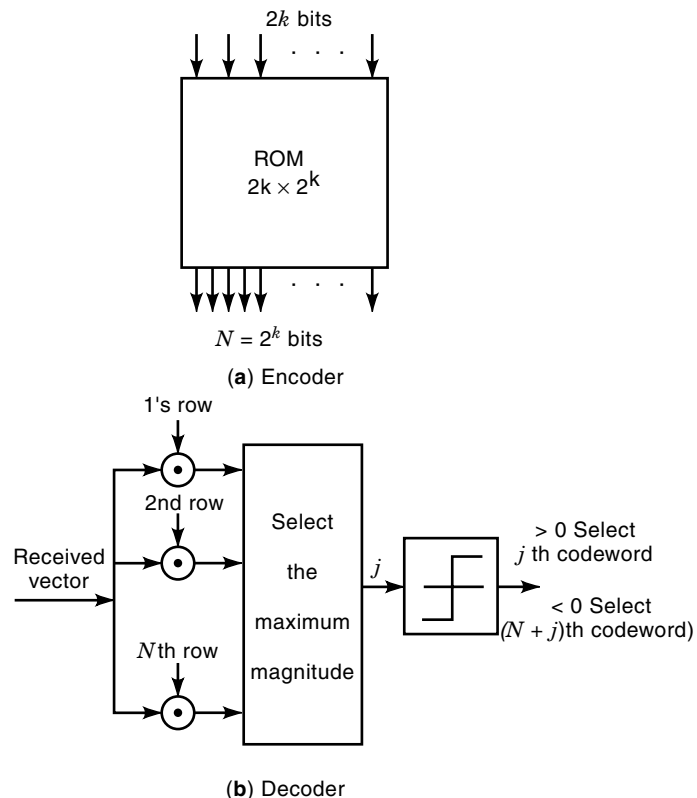 2k bits
. . .
ROM
2k × 2^k
. . .
N = 2^k bits
(a) Encoder
1's row
2nd row
Received
vector
Nth row
Select
the
maximum
magnitude
j
> 0 Select
j th codeword
< 0 Select
(N + j)th codeword)
(b) Decoder